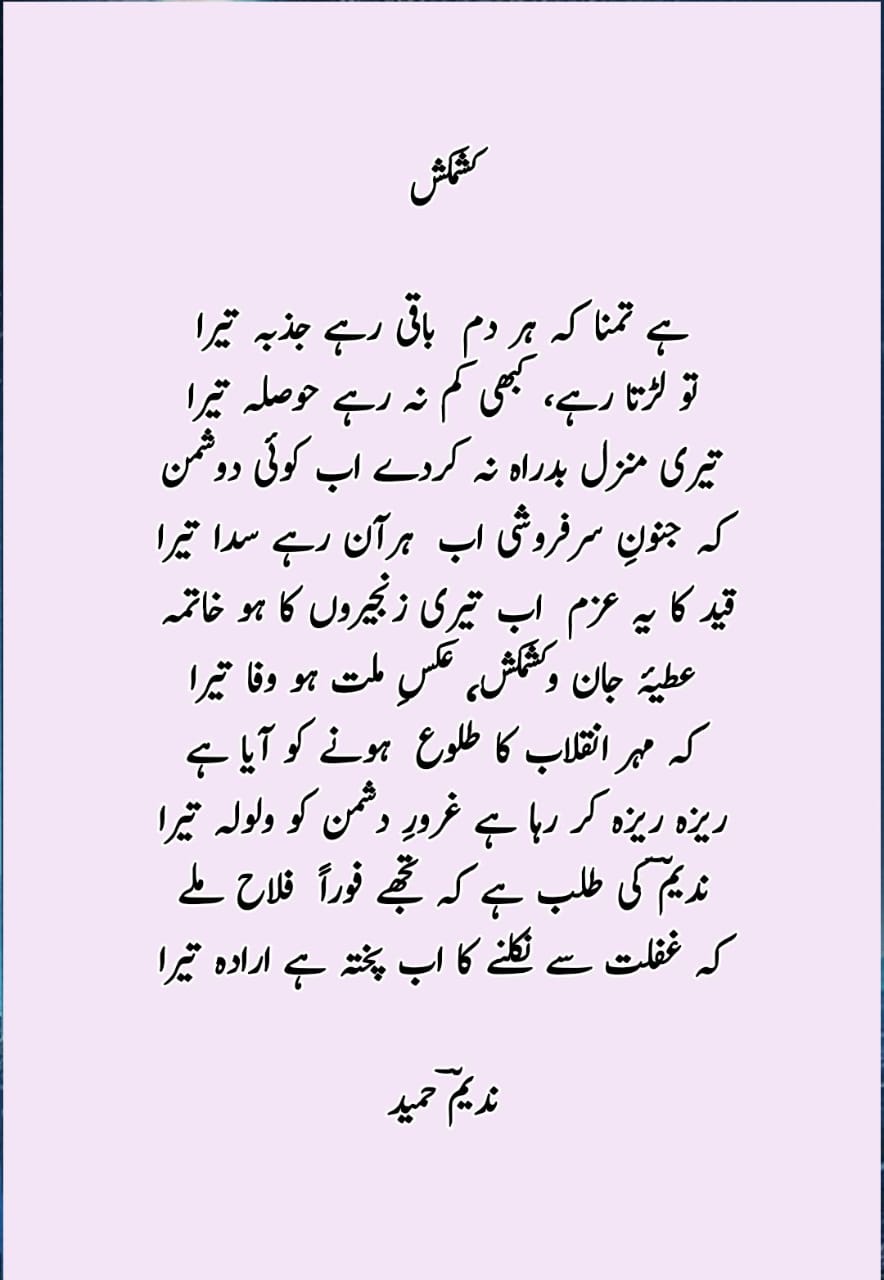 کشمکش
ہے تمنا کہ ہر دم باقی رہے جذبہ تیرا
تو لڑتا رہے، کبھی کم نہ رہے حوصلہ تیرا
تیری منزل بدراہ نہ کردے اب کوئی دوشمن
کہ جنونِ سرفروشی اب ہرآن رہے سدا تیرا
قید کا یہ عزم اب تیری زنجیروں کا ہو خاتمہ
عطیۂ جان وکشمکش، عکسِ ملت ہو وفا تیرا
کہ مہر انقلاب کا طلوع ہونے کو آیا ہے
ریزہ ریزہ کر رہا ہے غرورِ دشمن کو ولولہ تیرا
ندیمؔ کی طلب ہے کہ تجھے فوراً فلاح ملے
کہ غفلت سے نکلنے کا اب پختہ ہے ارادہ تیرا
ندیمؔ حمید